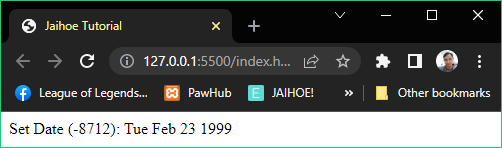 Jaihoe Tutorial
127.0.0.1:5500/index.h...
League of Legends... PawHub JAIHOE! » Other bookmarks
Set Date (-8712): Tue Feb 23 1999